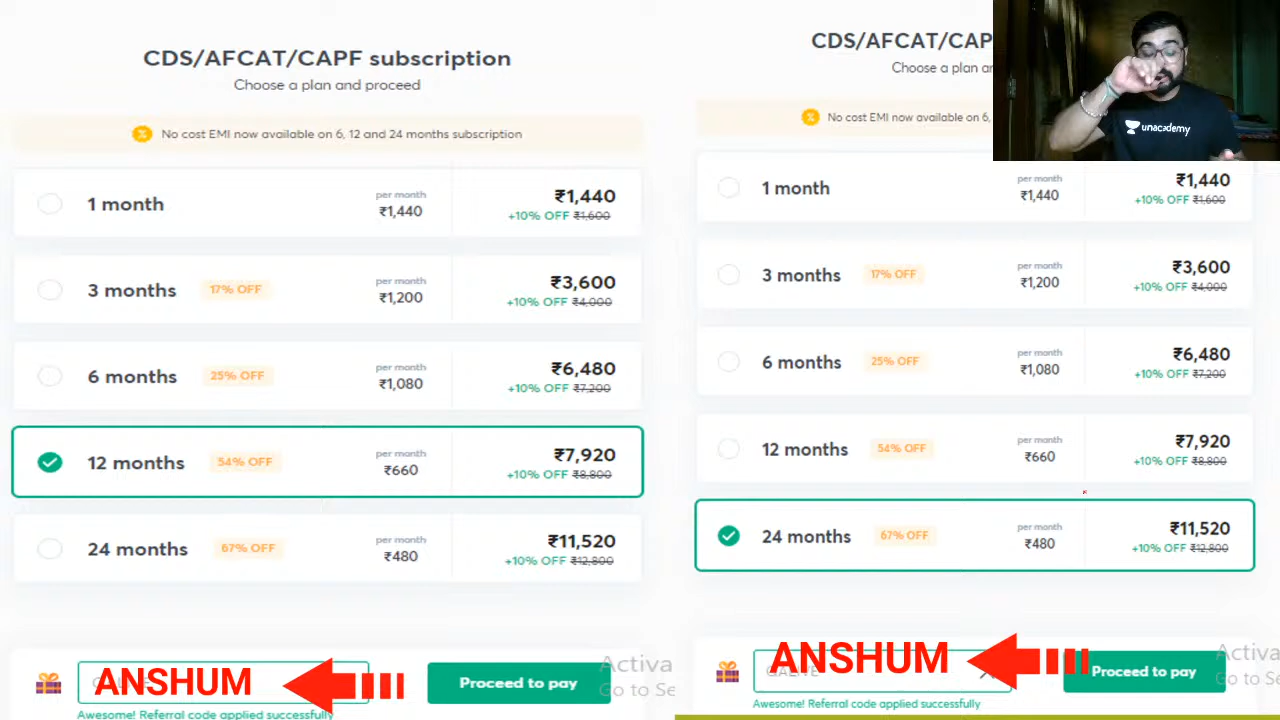 CDS/AFCAT/CAPF subscription
Choose a plan and proceed
No cost EMI now available on 6, 12 and 24 months subscription
1 month
per month
₹1,440
₹1,440
+10% OFF ₹1,600
3 months
17% OFF
per month
₹1,200
₹3,600
+10% OFF ₹4,000
6 months
25% OFF
per month
₹1,080
₹6,480
+10% OFF ₹7,200
12 months
54% OFF
per month
₹660
₹7,920
+10% OFF ₹8,800
24 months
67% OFF
per month
₹480
₹11,520
+10% OFF ₹12,800
ANSHUM
Proceed to pay
Awesome! Referral code applied successfully
Activa
Go to Se
CDS/AFCAT/CAP
Choose a plan a
No cost EMI now available on 6,
unacademy
1 month
per month
₹1,440
₹1,440
+10% OFF ₹1,600
3 months
17% OFF
per month
₹1,200
₹3,600
+10% OFF ₹4,000
6 months
25% OFF
per month
₹1,080
₹6,480
+10% OFF ₹7,200
12 months
54% OFF
per month
₹660
₹7,920
+10% OFF ₹8,800
24 months
67% OFF
per month
₹480
₹11,520
+10% OFF ₹12,800
ANSHUM
Proceed to pay
Awesome! Referral code applied successfully
Activa
Go to Se